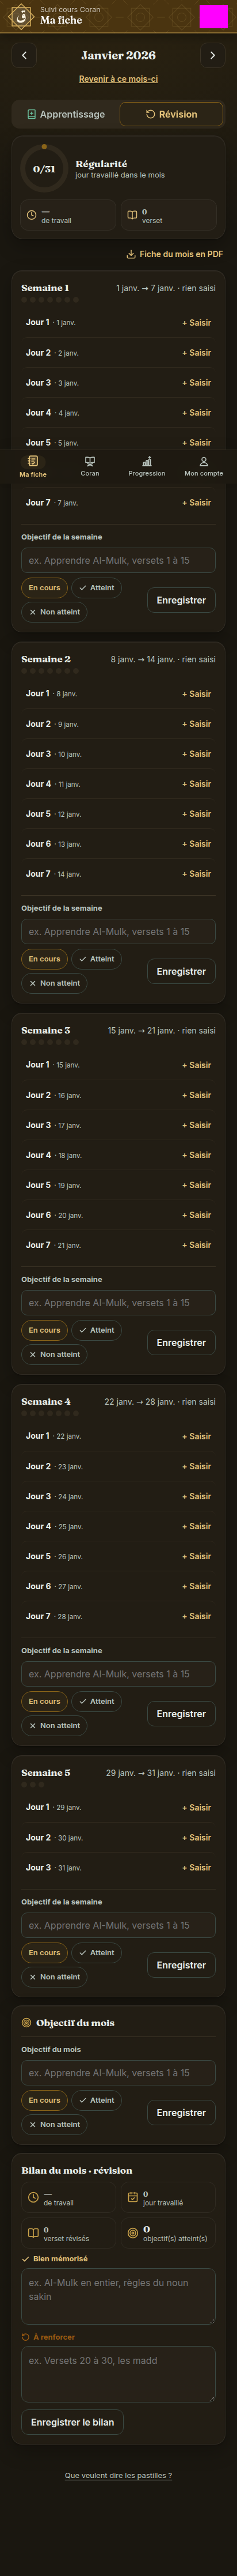 Suivi cours Coran
Ma fiche
Janvier 2026
Revenir à ce mois-ci
Apprentissage
Révision
0/31
Régularité
jour travaillé dans le mois
—
de travail
0
verset
Fiche du mois en PDF
Semaine 1
1 janv. → 7 janv. · rien saisi
Jour 1 · 1 janv.
+ Saisir
Jour 2 · 2 janv.
+ Saisir
Jour 3 · 3 janv.
+ Saisir
Jour 4 · 4 janv.
+ Saisir
Jour 5 · 5 janv.
+ Saisir
Ma fiche
Coran
Progression
Mon compte
Jour 7 · 7 janv.
+ Saisir
Objectif de la semaine
ex. Apprendre Al-Mulk, versets 1 à 15
En cours
Atteint
Non atteint
Enregistrer
Semaine 2
8 janv. → 14 janv. · rien saisi
Jour 1 · 8 janv.
+ Saisir
Jour 2 · 9 janv.
+ Saisir
Jour 3 · 10 janv.
+ Saisir
Jour 4 · 11 janv.
+ Saisir
Jour 5 · 12 janv.
+ Saisir
Jour 6 · 13 janv.
+ Saisir
Jour 7 · 14 janv.
+ Saisir
Objectif de la semaine
ex. Apprendre Al-Mulk, versets 1 à 15
En cours
Atteint
Non atteint
Enregistrer
Semaine 3
15 janv. → 21 janv. · rien saisi
Jour 1 · 15 janv.
+ Saisir
Jour 2 · 16 janv.
+ Saisir
Jour 3 · 17 janv.
+ Saisir
Jour 4 · 18 janv.
+ Saisir
Jour 5 · 19 janv.
+ Saisir
Jour 6 · 20 janv.
+ Saisir
Jour 7 · 21 janv.
+ Saisir
Objectif de la semaine
ex. Apprendre Al-Mulk, versets 1 à 15
En cours
Atteint
Non atteint
Enregistrer
Semaine 4
22 janv. → 28 janv. · rien saisi
Jour 1 · 22 janv.
+ Saisir
Jour 2 · 23 janv.
+ Saisir
Jour 3 · 24 janv.
+ Saisir
Jour 4 · 25 janv.
+ Saisir
Jour 5 · 26 janv.
+ Saisir
Jour 6 · 27 janv.
+ Saisir
Jour 7 · 28 janv.
+ Saisir
Objectif de la semaine
ex. Apprendre Al-Mulk, versets 1 à 15
En cours
Atteint
Non atteint
Enregistrer
Semaine 5
29 janv. → 31 janv. · rien saisi
Jour 1 · 29 janv.
+ Saisir
Jour 2 · 30 janv.
+ Saisir
Jour 3 · 31 janv.
+ Saisir
Objectif de la semaine
ex. Apprendre Al-Mulk, versets 1 à 15
En cours
Atteint
Non atteint
Enregistrer
Objectif du mois
Objectif du mois
ex. Apprendre Al-Mulk, versets 1 à 15
En cours
Atteint
Non atteint
Enregistrer
Bilan du mois · révision
—
de travail
0
jour travaillé
0
verset révisés
0
objectif(s) atteint(s)
Bien mémorisé
ex. Al-Mulk en entier, règles du noun
sakin
À renforcer
ex. Versets 20 à 30, les madd
Enregistrer le bilan
Que veulent dire les pastilles ?